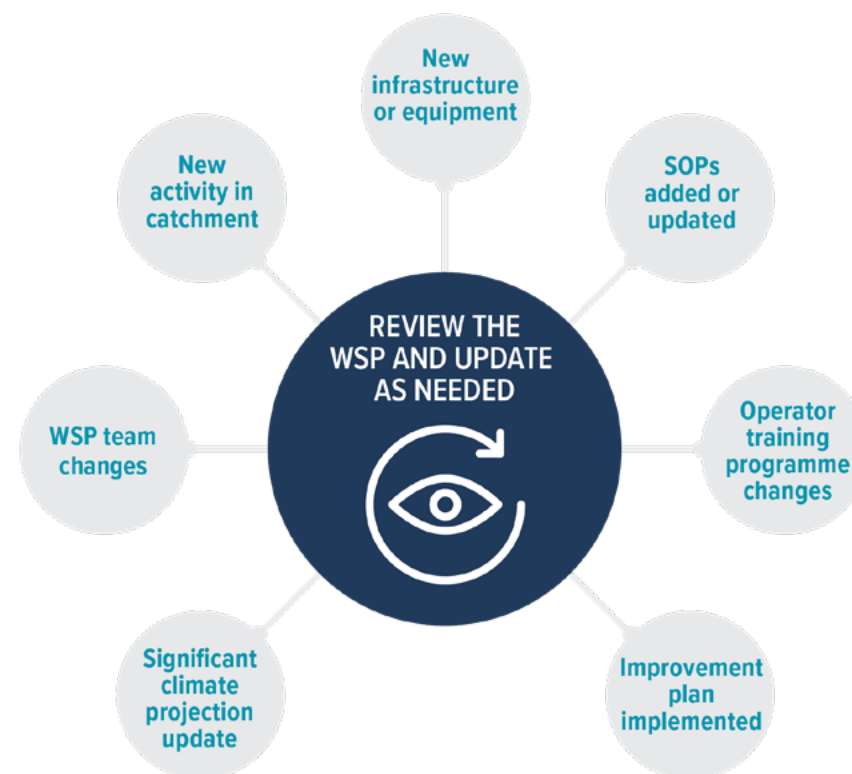 New
infrastructure
or equipment
New
activity in
catchment
SOPs
added or
updated
REVIEW THE
WSP AND UPDATE
AS NEEDED
WSP team
changes
Operator
training
programme
changes
Significant
climate
projection
update
Improvement
plan
implemented